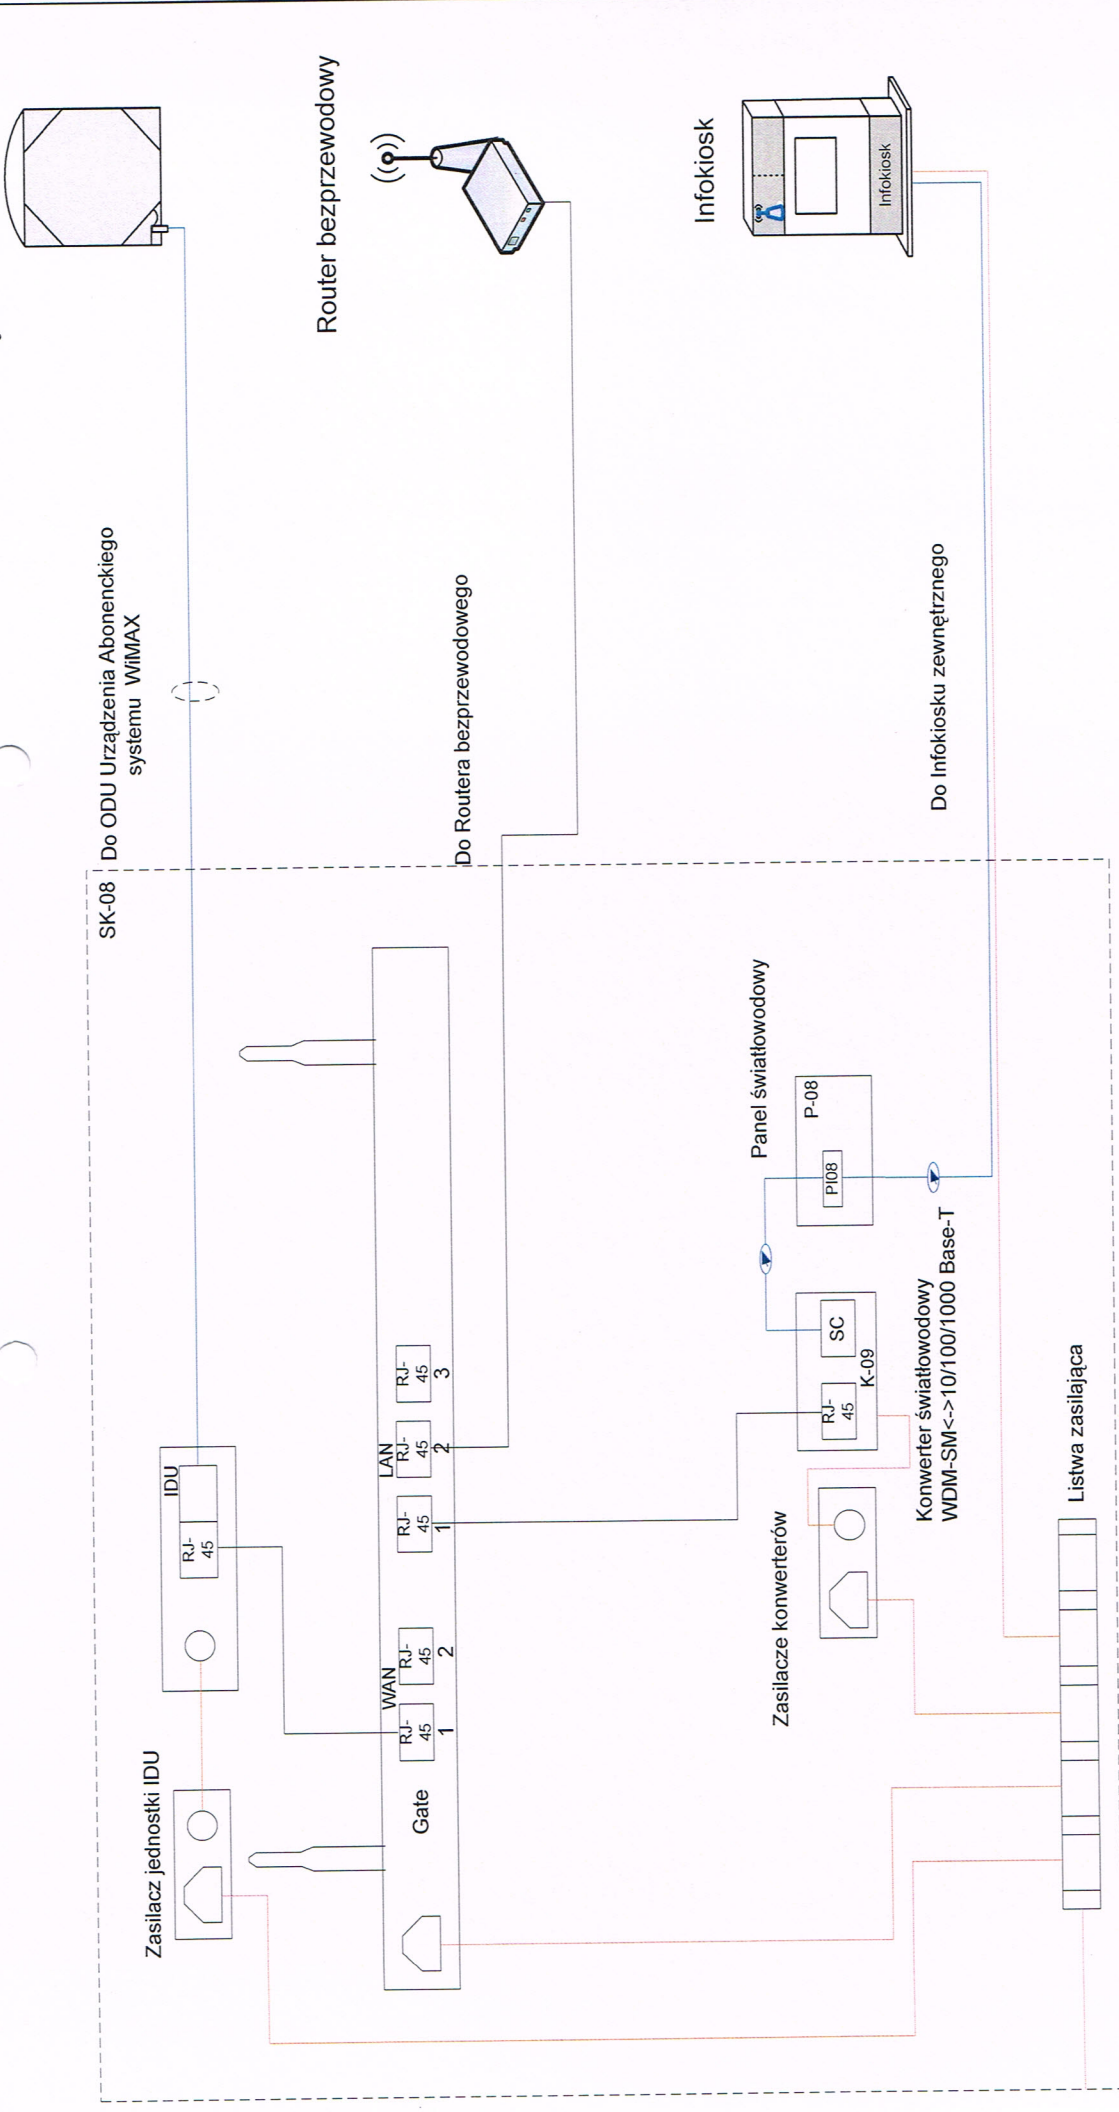 SK-08
Do ODU Urządzenia Abonenckiego
systemu WiMAX
Router bezprzewodowy
Do Routera bezprzewodowego
Infokiosk
Infokiosk
Do Infokiosku zewnętrznego
Zasilacz jednostki IDU
IDU
RJ-
45
Gate
WAN
RJ-
45
1
RJ-
45
2
LAN
RJ-
45
1
RJ-
45
2
RJ-
45
3
Panel światłowodowy
P-08
PI08
SC
RJ-
45
K-09
Konwerter światłowodowy
WDM-SM<->10/100/1000 Base-T
Zasilacze konwerterów
Listwa zasilająca